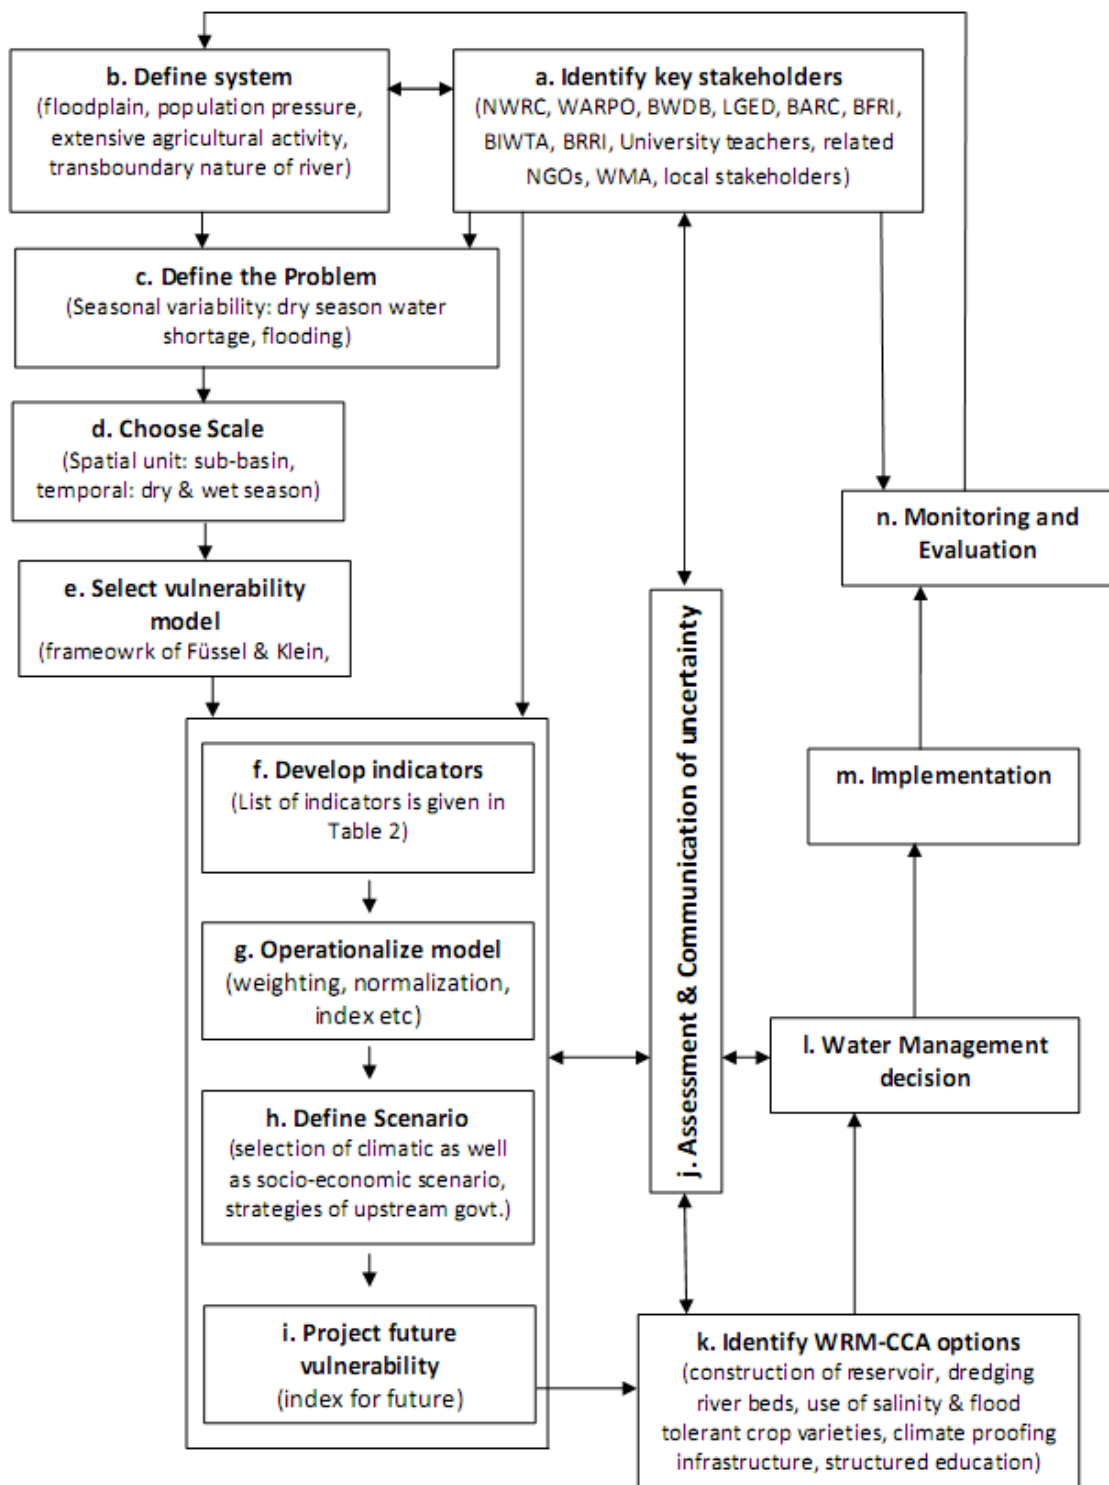 b. Define system
(floodplain, population pressure,
extensive agricultural activity,
transboundary nature of river)
a. Identify key stakeholders
(NWRC, WARPO, BWDB, LGED, BARC, BFRI,
BIWTA, BRRI, University teachers, related
NGOs, WMA, local stakeholders)
c. Define the Problem
(Seasonal variability: dry season water
shortage, flooding)
d. Choose Scale
(Spatial unit: sub-basin,
temporal: dry & wet season)
e. Select vulnerability
model
(frameowrk of Füssel & Klein,
f. Develop indicators
(List of indicators is given in
Table 2)
g. Operationalize model
(weighting, normalization,
index etc)
h. Define Scenario
(selection of climatic as well
as socio-economic scenario,
strategies of upstream govt.)
i. Project future
vulnerability
(index for future)
j. Assessment & Communication of uncertainty
k. Identify WRM-CCA options
(construction of reservoir, dredging
river beds, use of salinity & flood
tolerant crop varieties, climate proofing
infrastructure, structured education)
l. Water Management
decision
m. Implementation
n. Monitoring and
Evaluation